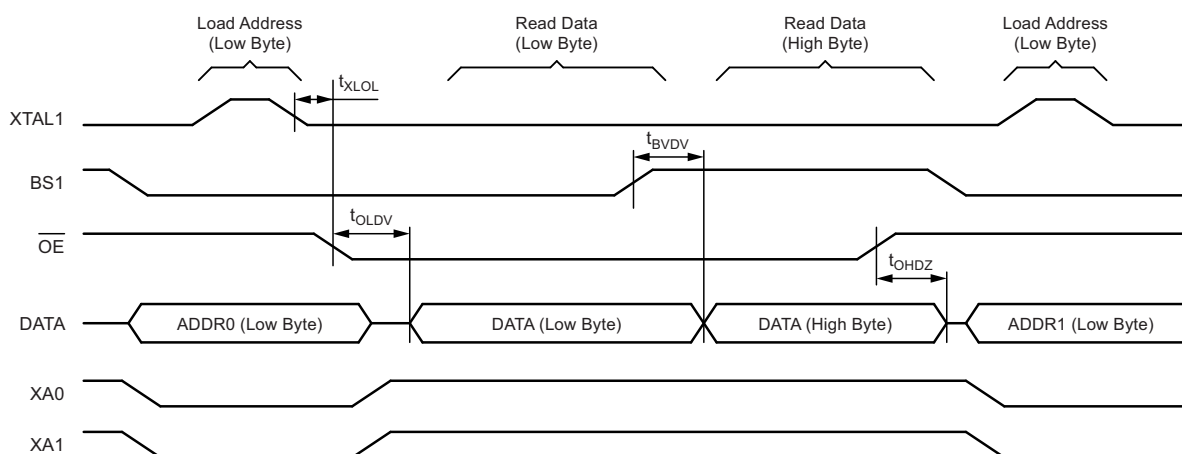 Load Address
(Low Byte)
Read Data
(Low Byte)
Read Data
(High Byte)
Load Address
(Low Byte)
tXLOL
XTAL1
tBVDV
BS1
tOLDV
OE
tOHDZ
DATA
ADDR0 (Low Byte)
DATA (Low Byte)
DATA (High Byte)
ADDR1 (Low Byte)
XA0
XA1